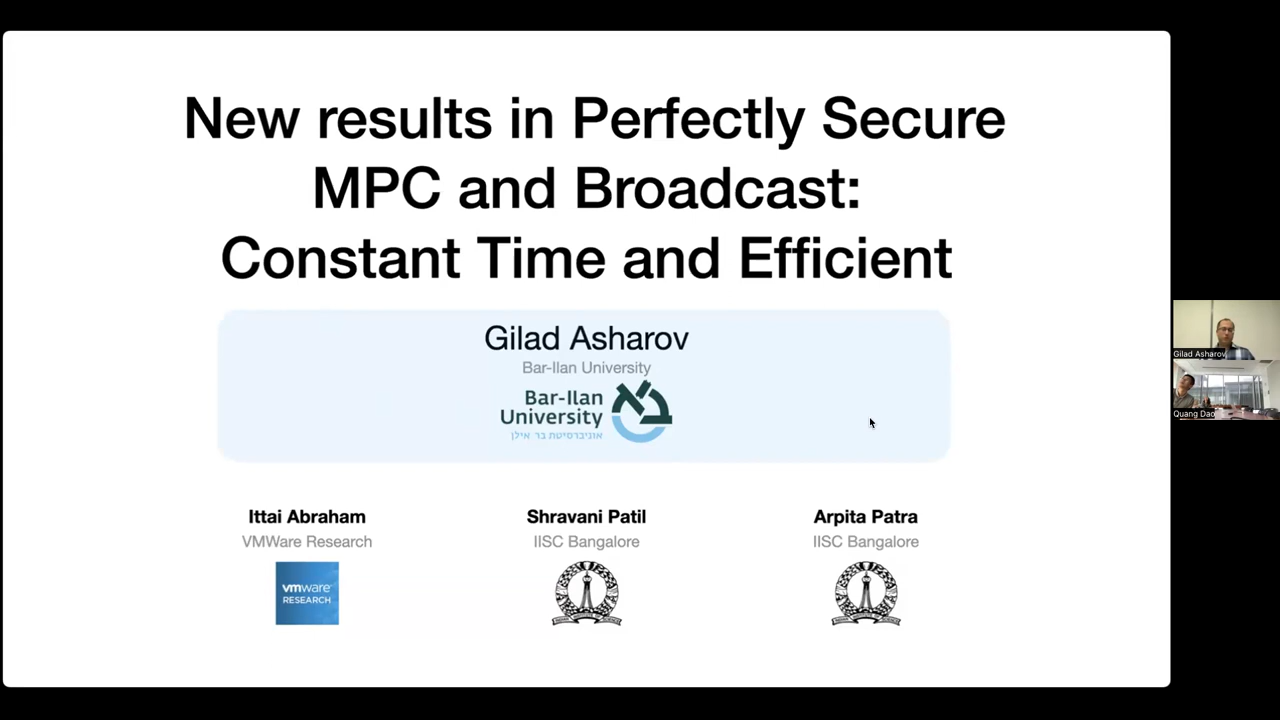 New results in Perfectly Secure
MPC and Broadcast:
Constant Time and Efficient
Gilad Asharov
Bar-Ilan University
Bar-Ilan
University
אוניברסיטת בר אילן
Ittai Abraham
VMWare Research
vmware
RESEARCH
Shravani Patil
IISC Bangalore
Arpita Patra
IISC Bangalore
Gilad Asharov
Quang Dao